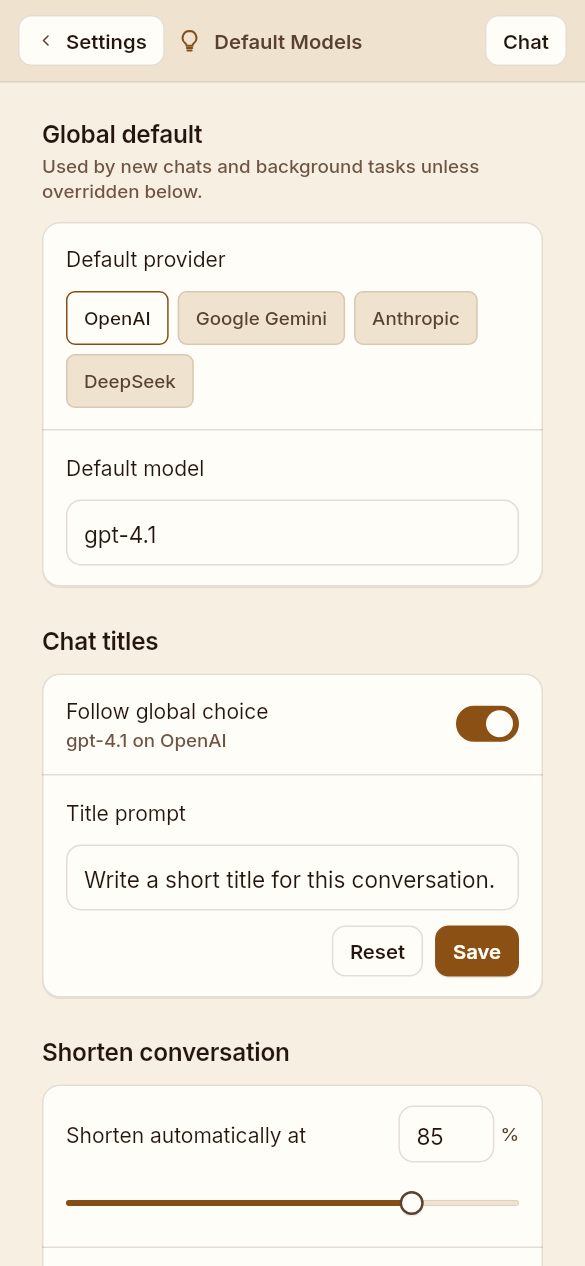 Settings
Default Models
Chat
Global default
Used by new chats and background tasks unless
overridden below.
Default provider
OpenAI
Google Gemini
Anthropic
DeepSeek
Default model
gpt-4.1
Chat titles
Follow global choice
gpt-4.1 on OpenAI
Title prompt
Write a short title for this conversation.
Reset
Save
Shorten conversation
Shorten automatically at
85
%